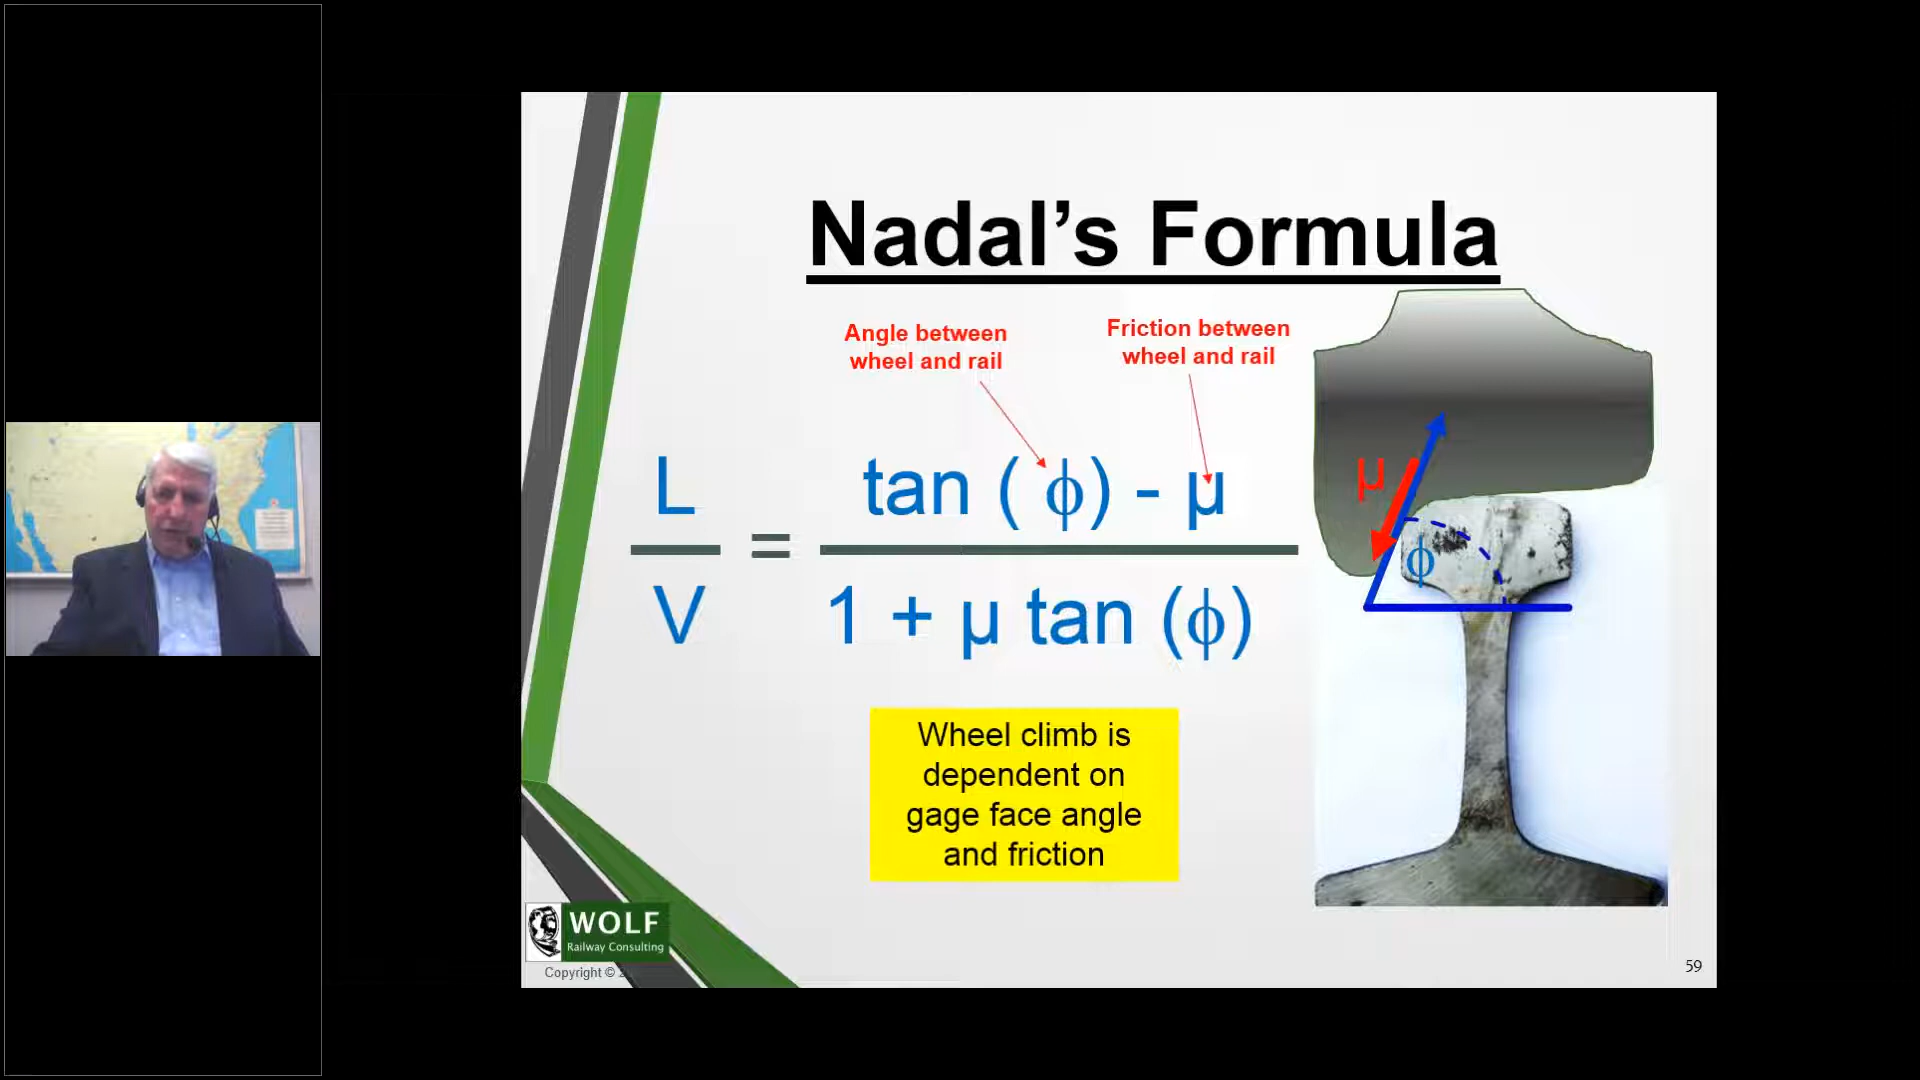 Nadal's Formula
Angle between
wheel and rail
Friction between
wheel and rail
L
V
=
tan ( ϕ) - µ
1 + µ tan (ϕ)
µ
ϕ
Wheel climb is
dependent on
gage face angle
and friction
WOLF
Railway Consulting
Copyright ©
59